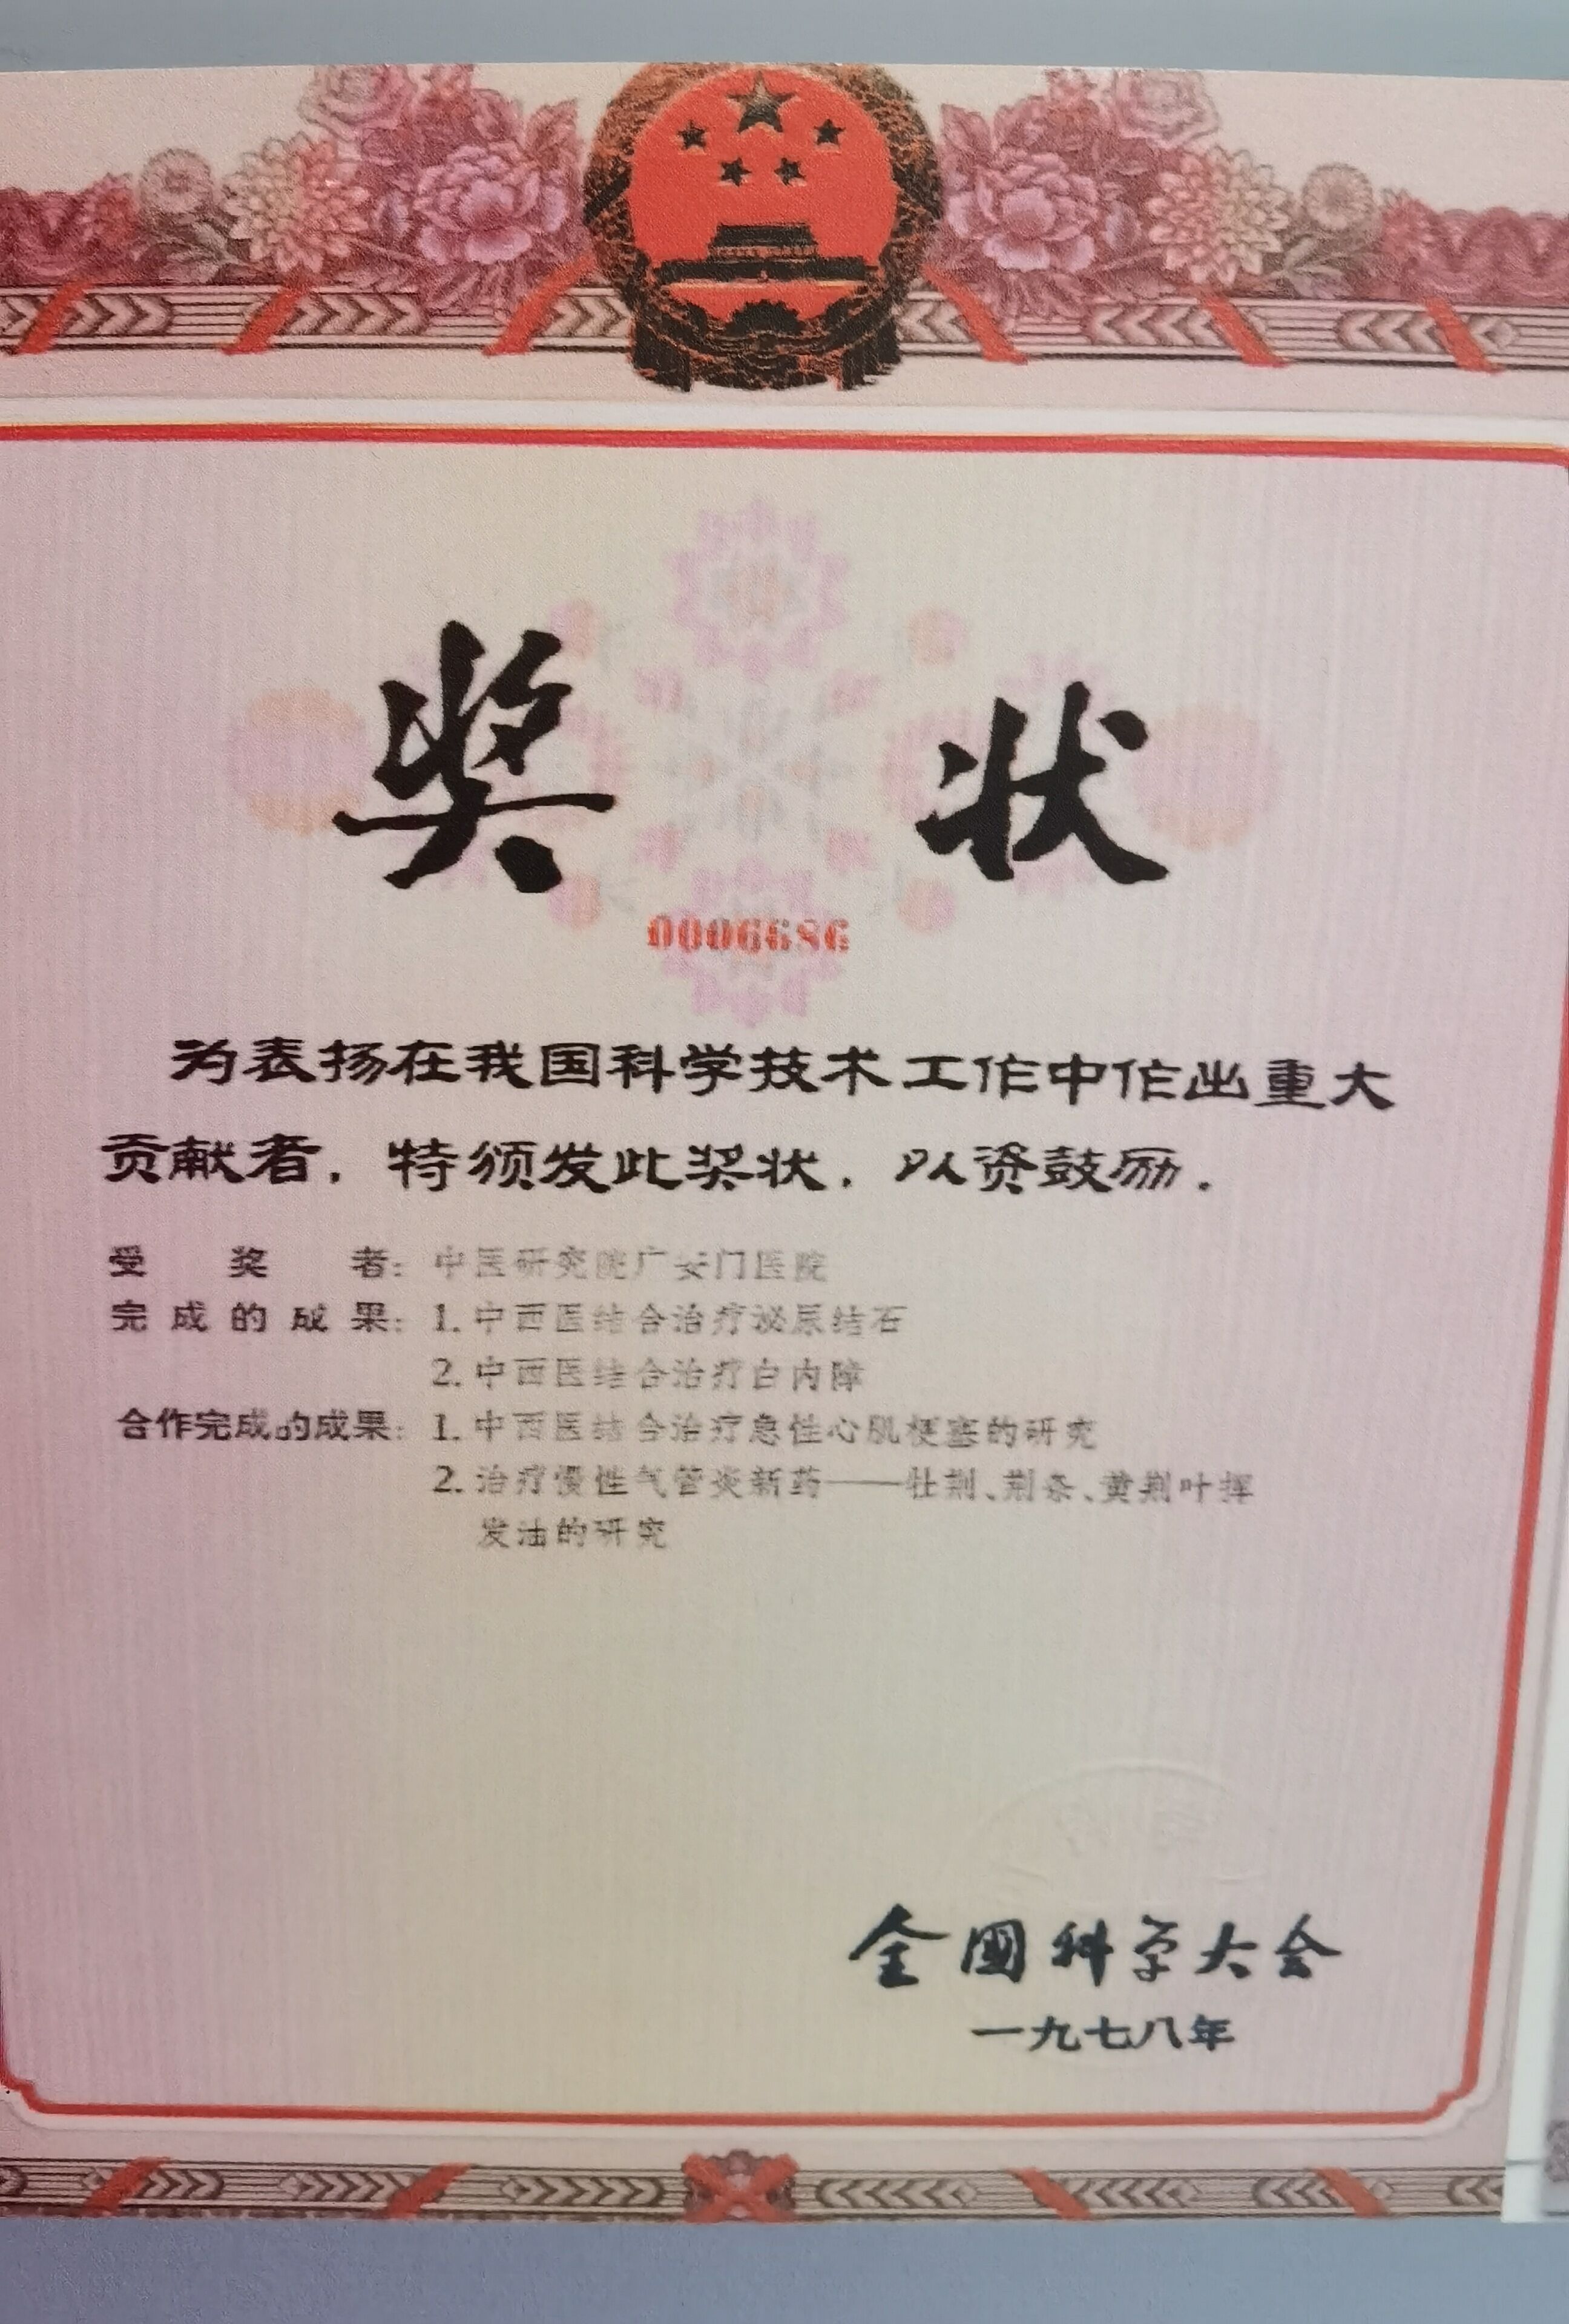 奖状
0006686
为表扬在我国科学技术工作中作出重大
贡献者，特颁发此奖状，以资鼓励。
受奖者：中医研究院广安门医院
完成的成果：1.中西医结合治疗泌尿结石
2.中西医结合治疗白内障
合作完成的成果：1.中西医结合治疗急性心肌梗塞的研究
2.治疗慢性气管炎新药——牡荆、荆条、黄荆叶挥
发油的研究
全国科学大会
一九七八年